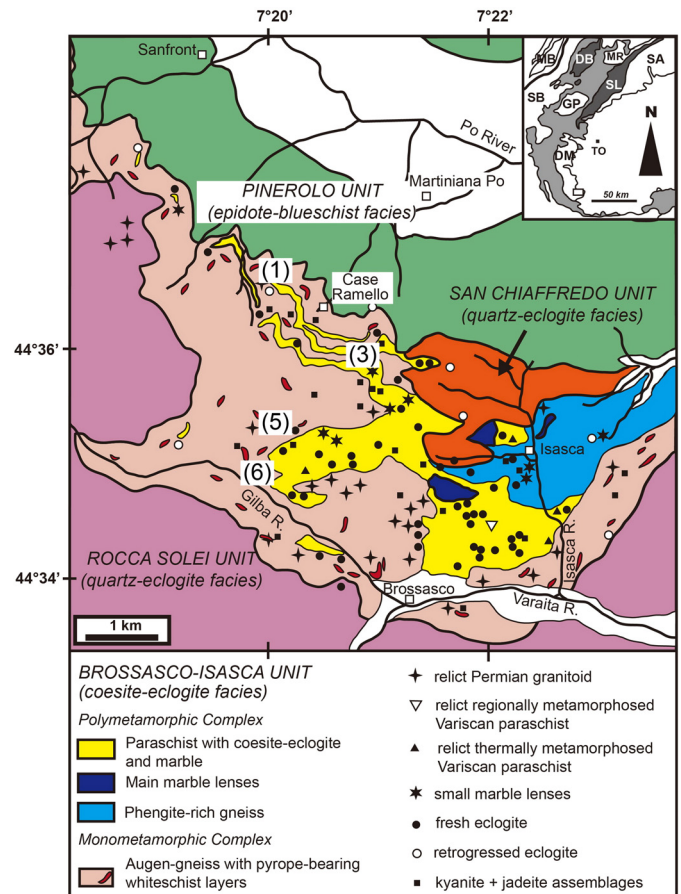 7°20′
7°22′
Sanfront
MB
DB
MR
SA
SB
GP
SL
N
DM
TO
50 km
Po River
PINEROLO UNIT
(epidote-blueschist facies)
Martiniana Po
(1)
Case
Ramello
SAN CHIAFFREDO UNIT
(quartz-eclogite facies)
44°36′
(3)
(5)
Isasca
(6)
Gilba R.
ROCCA SOLEI UNIT
(quartz-eclogite facies)
Isasca R.
44°34′
Brossasco
Varaita R.
1 km
BROSSASCO-ISASCA UNIT
(coesite-eclogite facies)
Polymetamorphic Complex
Paraschist with coesite-eclogite
and marble
Main marble lenses
Phengite-rich gneiss
Monometamorphic Complex
Augen-gneiss with pyrope-bearing
whiteschist layers
relict Permian granitoid
relict regionally metamorphosed
Variscan paraschist
relict thermally metamorphosed
Variscan paraschist
small marble lenses
fresh eclogite
retrogressed eclogite
kyanite + jadeite assemblages